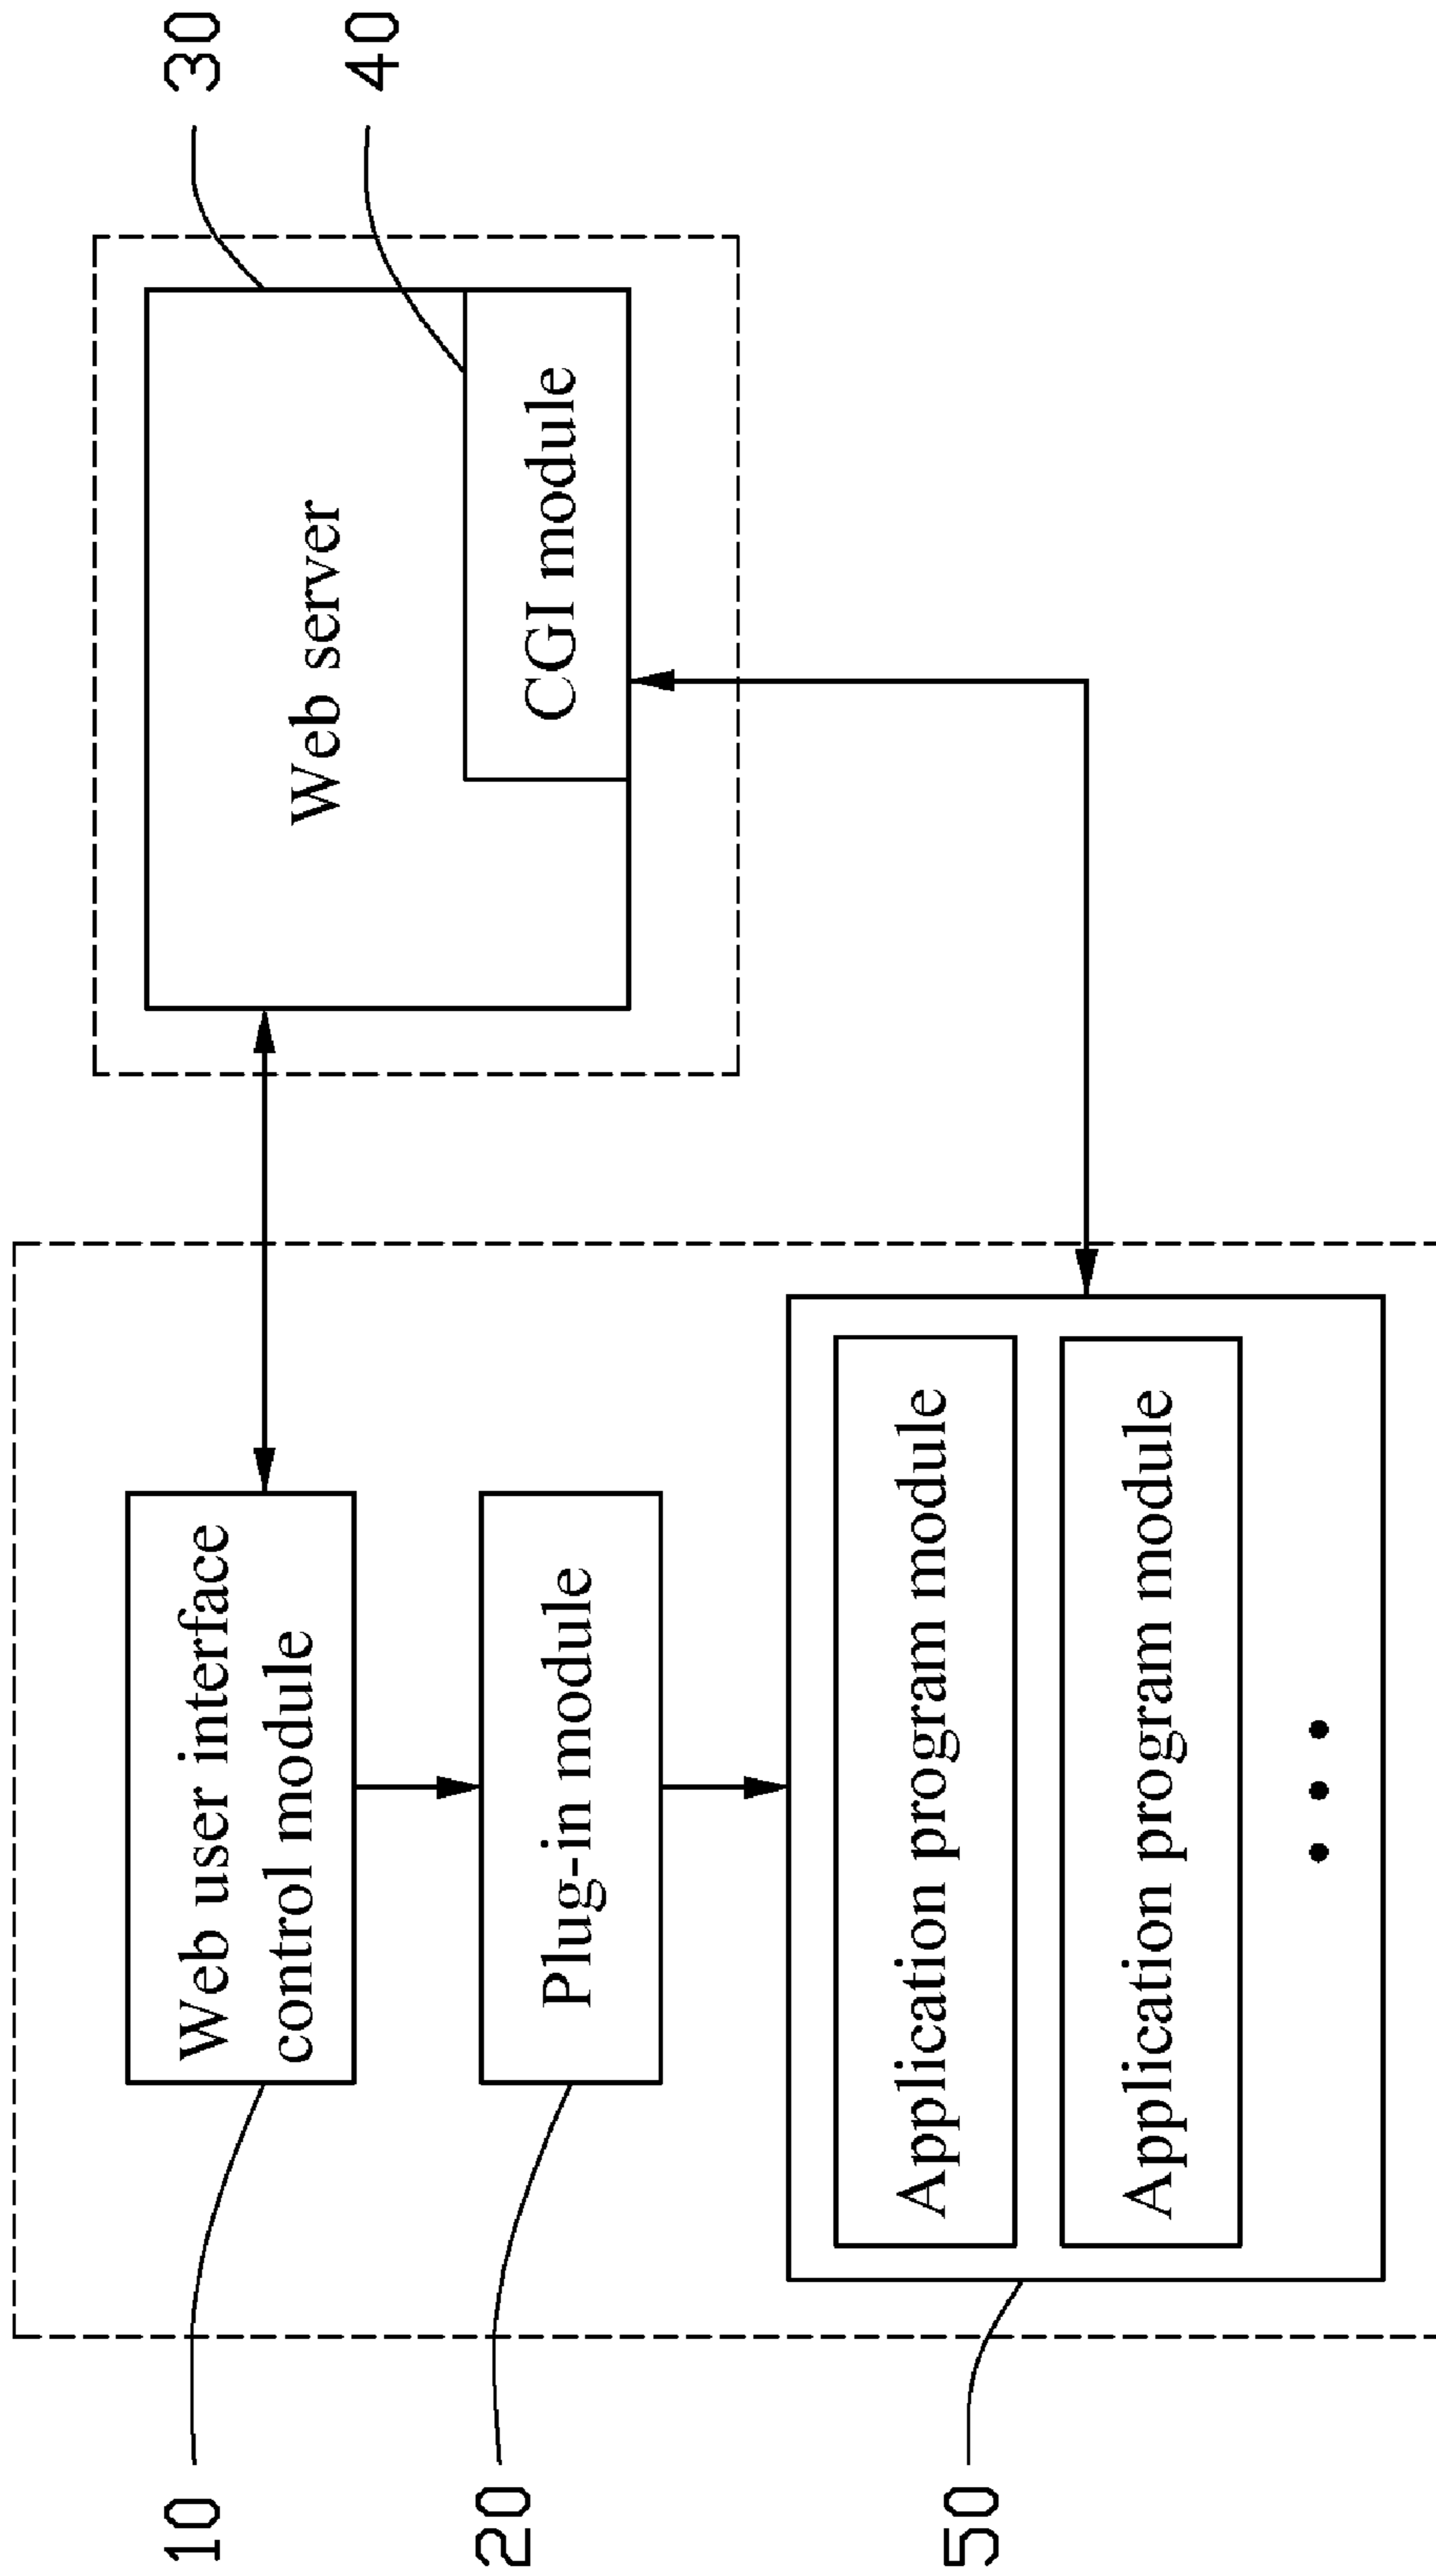 10
Web user interface
control module
20
Plug-in module
50
Application program module
Application program module
30
Web server
40
CGI module